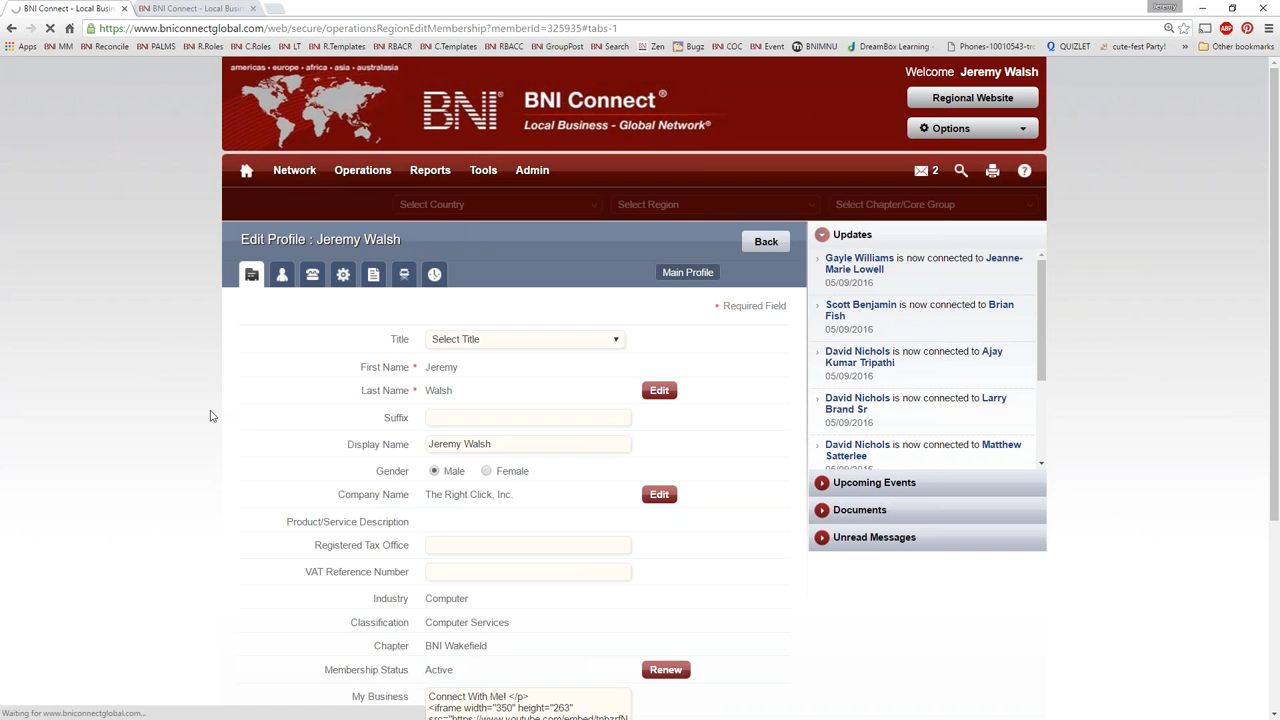 BNI Connect - Global Netw ×
BNI Connect - Global Netw ×
Jeremy
https://www.bniconnectglobal.com/web/secure/operationsRegionEditMembership?memberId=325935#tabs-1
Apps BNI MM BNI Reconcile BNI PALMS BNI R.Roles BNI C.Roles BNI LT BNI R.Templates BNI RBACR BNI C.Templates BNI RBACC BNI GroupPost BNI Search Zen Bugz BNI COC BNI Event BNIMNU DreamBox Learning - Phones-10010543-tr QUIZLET cute-fest Party! » Other bookmarks
americas • europe • africa • asia • australasia
BNI® BNI Connect®
Local Business - Global Network®
Welcome Jeremy Walsh
Regional Website
Options
Network Operations Reports Tools Admin 2
Select Country Select Region Select Chapter/Core Group
Edit Profile : Jeremy Walsh
Back
Main Profile
* Required Field
Title Select Title
First Name * Jeremy
Last Name * Walsh Edit
Suffix
Display Name Jeremy Walsh
Gender Male Female
Company Name The Right Click, Inc. Edit
Product/Service Description
Registered Tax Office
VAT Reference Number
Industry Computer
Classification Computer Services
Chapter BNI Wakefield
Membership Status Active Renew
My Business Connect With Me! </p>
<iframe width="350" height="263"
Updates
Gayle Williams is now connected to Jeanne-
Marie Lowell
05/09/2016
Scott Benjamin is now connected to Brian
Fish
05/09/2016
David Nichols is now connected to Ajay
Kumar Tripathi
05/09/2016
David Nichols is now connected to Larry
Brand Sr
05/09/2016
David Nichols is now connected to Matthew
Satterlee
05/09/2016
Upcoming Events
Documents
Unread Messages
Waiting for www.bniconnectglobal.com...